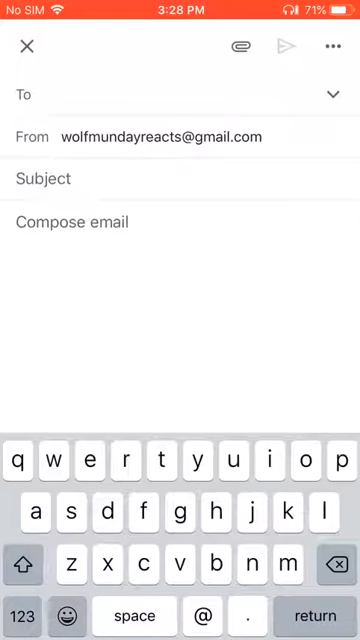 No SIM 3:28 PM 71%
To
From wolfmundayreacts@gmail.com
Subject
Compose email
q w e r t y u i o p
a s d f g h j k l
z x c v b n m
123 space @ . return